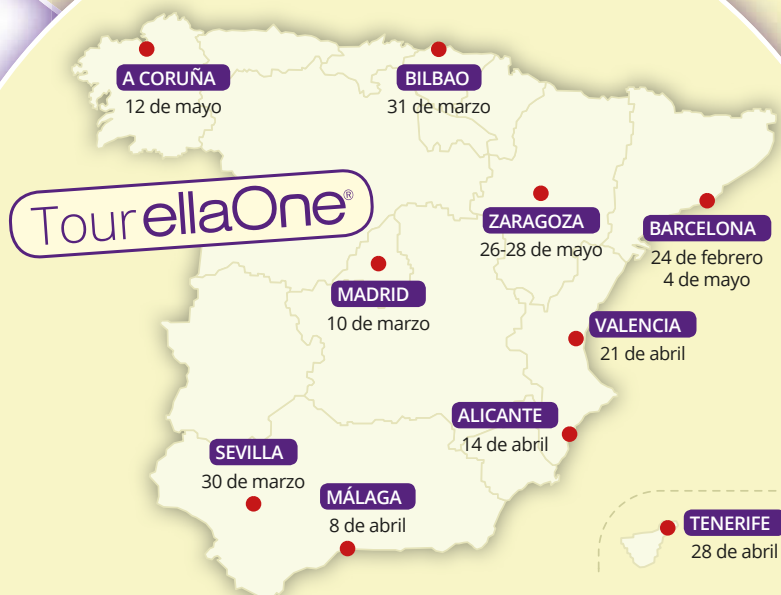 A CORUÑA
12 de mayo
BILBAO
31 de marzo
Tour ellaOne®
ZARAGOZA
26-28 de mayo
BARCELONA
24 de febrero
4 de mayo
MADRID
10 de marzo
VALENCIA
21 de abril
ALICANTE
14 de abril
SEVILLA
30 de marzo
MÁLAGA
8 de abril
TENERIFE
28 de abril